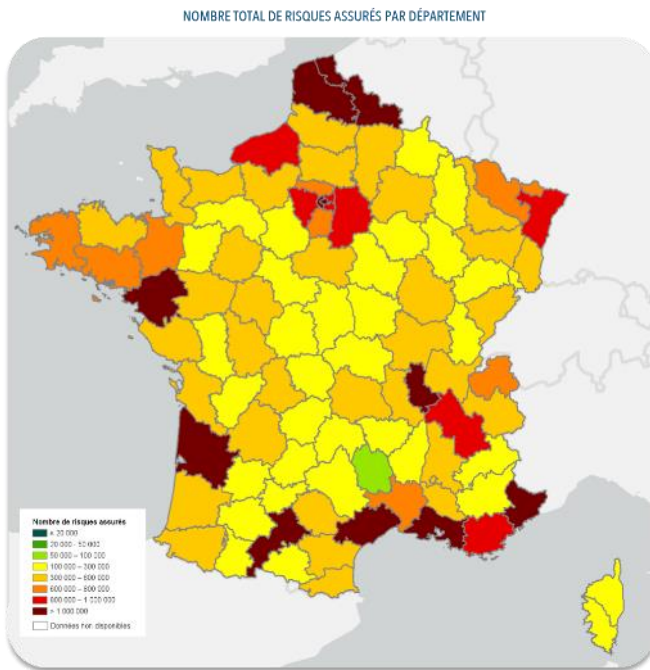 NOMBRE TOTAL DE RISQUES ASSURÉS PAR DÉPARTEMENT
Nombre de risques assurés
< 20 000
20 000 – 50 000
50 000 – 100 000
100 000 – 300 000
300 000 – 600 000
600 000 – 800 000
800 000 – 1 000 000
> 1 000 000
Données non disponibles